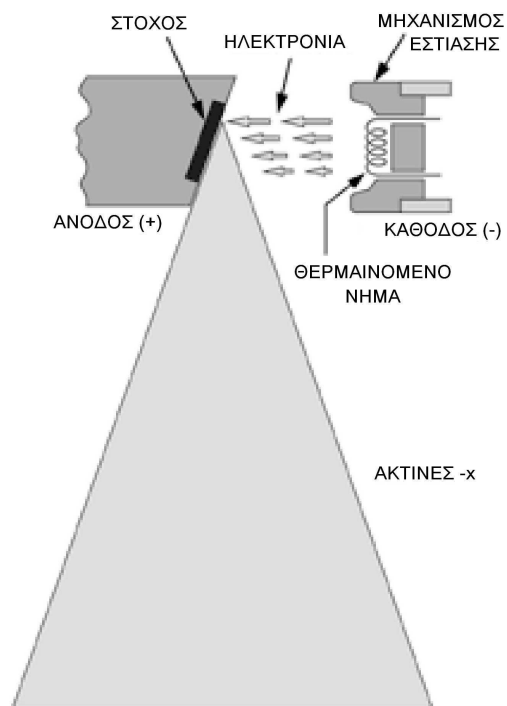 ΣΤΟΧΟΣ
ΗΛΕΚΤΡΟΝΙΑ
ΜΗΧΑΝΙΣΜΟΣ
ΕΣΤΙΑΣΗΣ
ΑΝΟΔΟΣ (+)
ΚΑΘΟΔΟΣ (-)
ΘΕΡΜΑΙΝΟΜΕΝΟ
ΝΗΜΑ
ΑΚΤΙΝΕΣ -x